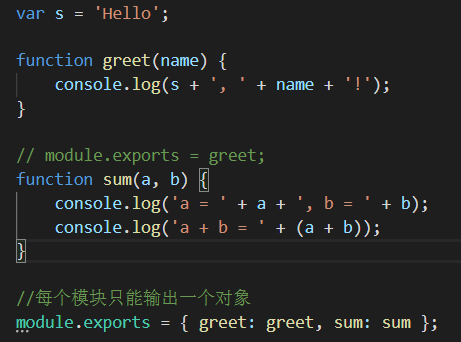 var s = 'Hello';
function greet(name) {
    console.log(s + ', ' + name + '!');
}
// module.exports = greet;
function sum(a, b) {
    console.log('a = ' + a + ', b = ' + b);
    console.log('a + b = ' + (a + b));
}
//每个模块只能输出一个对象
module.exports = { greet: greet, sum: sum };